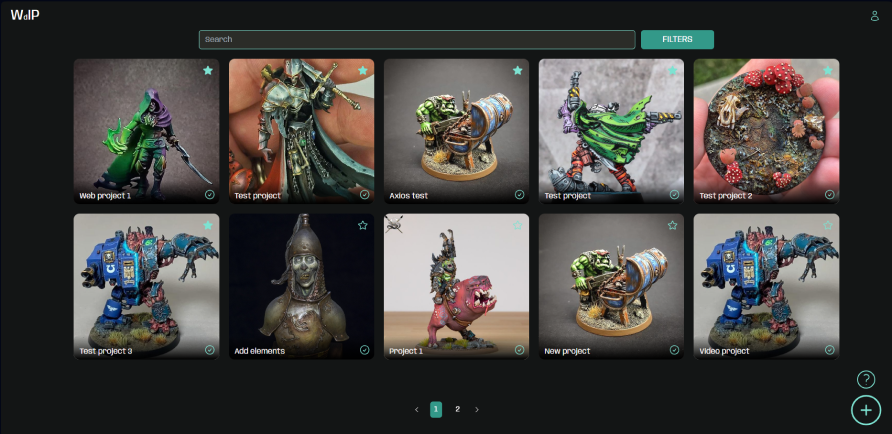 WdIP
Search
FILTERS
Web project 1
Test project
Axios test
Test project
Test project 2
Test project 3
Add elements
Project 1
New project
Video project
?
+
1
2